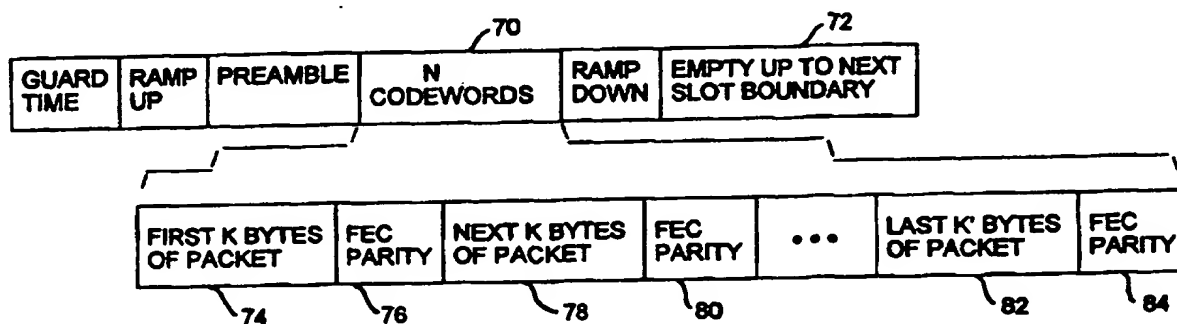 70
72
GUARD TIME
RAMP UP
PREAMBLE
N CODEWORDS
RAMP DOWN
EMPTY UP TO NEXT SLOT BOUNDARY
FIRST K BYTES OF PACKET
FEC PARITY
NEXT K BYTES OF PACKET
FEC PARITY
•••
LAST K' BYTES OF PACKET
FEC PARITY
74
76
78
80
82
84